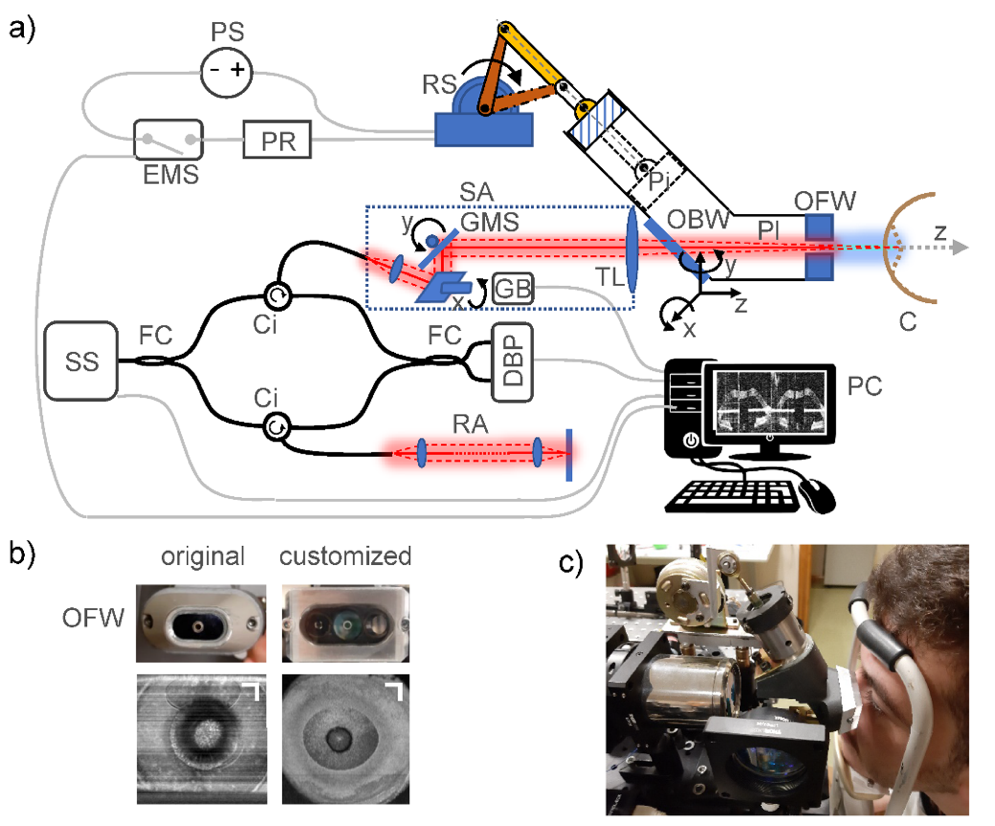 a)
PS
- +
RS
EMS
PR
Pi
OFW
OBW
Pl
z
SA
y
GMS
x
GB
TL
y
z
x
C
SS
FC
Ci
FC
DBP
Ci
RA
PC
b)
original
customized
OFW
c)